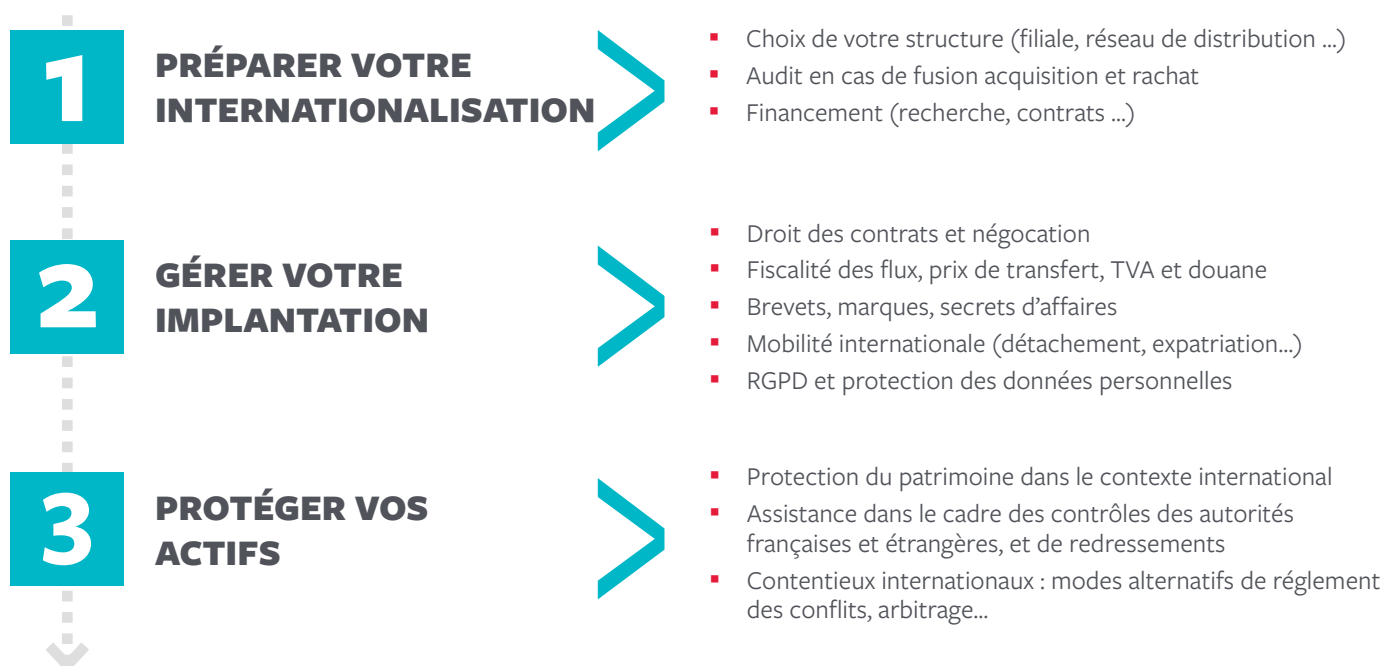 1
PRÉPARER VOTRE
INTERNATIONALISATION
▪ Choix de votre structure (filiale, réseau de distribution ...)
▪ Audit en cas de fusion acquisition et rachat
▪ Financement (recherche, contrats ...)
2
GÉRER VOTRE
IMPLANTATION
▪ Droit des contrats et négocation
▪ Fiscalité des flux, prix de transfert, TVA et douane
▪ Brevets, marques, secrets d’affaires
▪ Mobilité internationale (détachement, expatriation...)
▪ RGPD et protection des données personnelles
3
PROTÉGER VOS
ACTIFS
▪ Protection du patrimoine dans le contexte international
▪ Assistance dans le cadre des contrôles des autorités
françaises et étrangères, et de redressements
▪ Contentieux internationaux : modes alternatifs de réglement
des conflits, arbitrage...